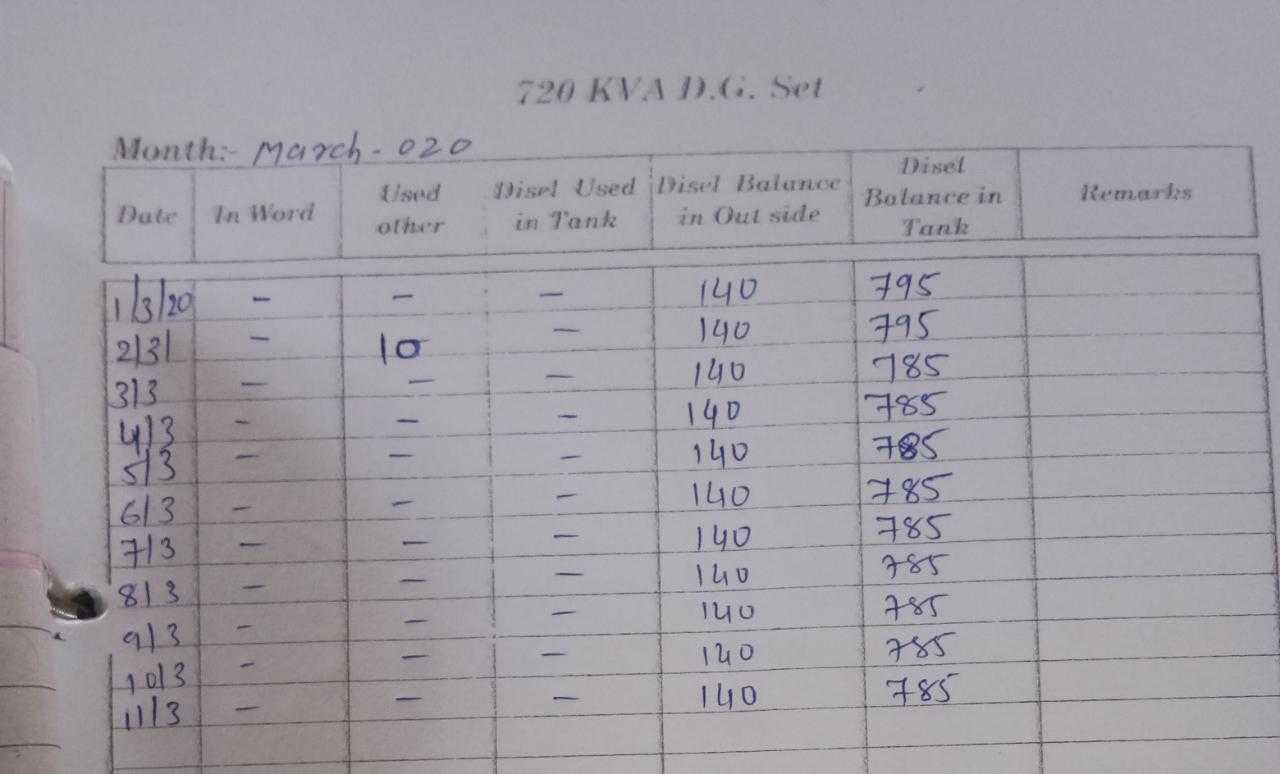 720 KVA D.G. Set
Month:- March - 020
Date In Word Used other Disel Used in Tank Disel Balance in Out side Disel Balance in Tank Remarks
1/3/20 - - - 140 795
2/3/ - 10 - 140 795
3/3 - - - 140 785
4/3 - - - 140 785
5/3 - - - 140 785
6/3 - - - 140 785
7/3 - - - 140 785
8/3 - - - 140 785
9/3 - - - 140 785
10/3 - - - 140 785
11/3 - - - 140 785